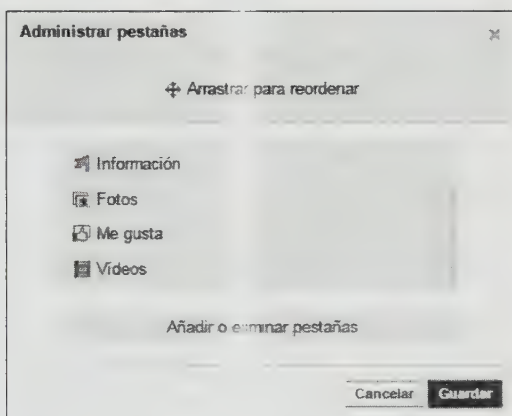 Administrar pestañas
Arrastrar para reordenar
Información
Fotos
Me gusta
Vídeos
Añadir o eliminar pestañas
Cancelar Guardar